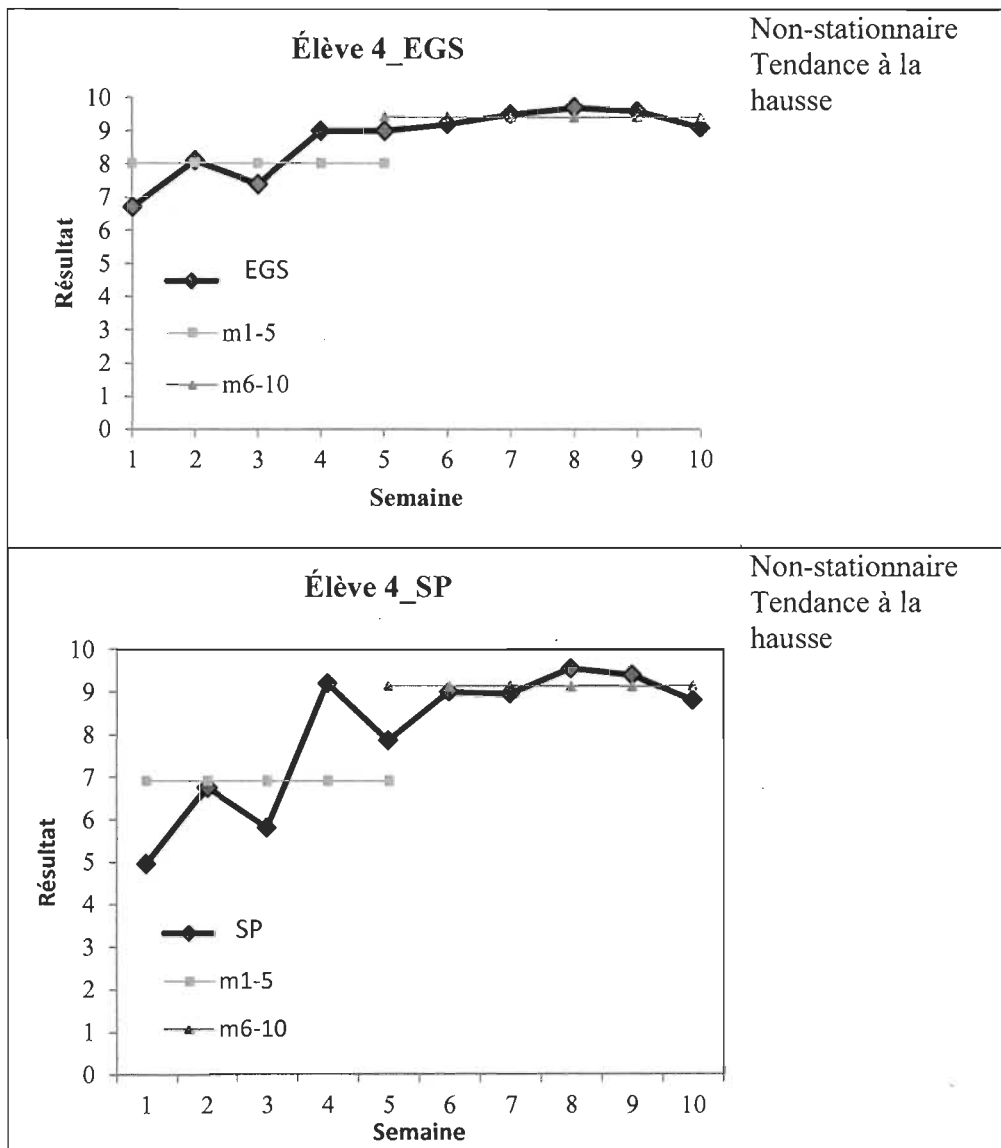 Élève 4_EGS
Non-stationnaire
Tendance à la
hausse
10
9
8
7
6
5
4
3
2
1
0
Résultat
EGS
m1-5
m6-10
1 2 3 4 5 6 7 8 9 10
Semaine
Élève 4_SP
Non-stationnaire
Tendance à la
hausse
10
9
8
7
6
5
4
3
2
1
0
Résultat
SP
m1-5
m6-10
1 2 3 4 5 6 7 8 9 10
Semaine